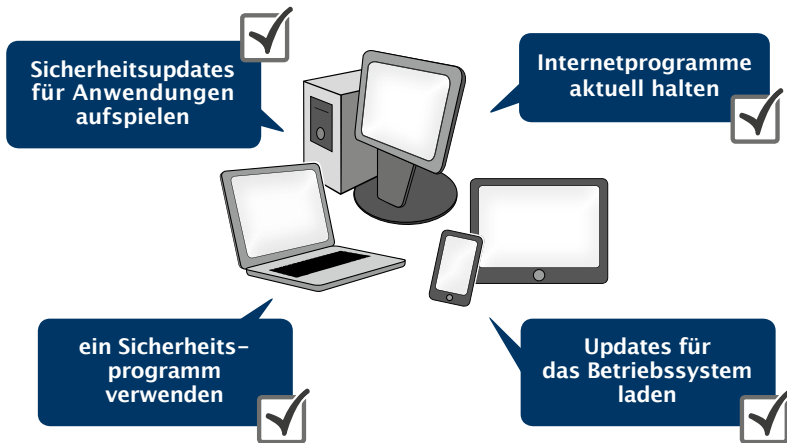 Sicherheitsupdates
für Anwendungen
aufspielen
Internetprogramme
aktuell halten
ein Sicherheits-
programm
verwenden
Updates für
das Betriebssystem
laden